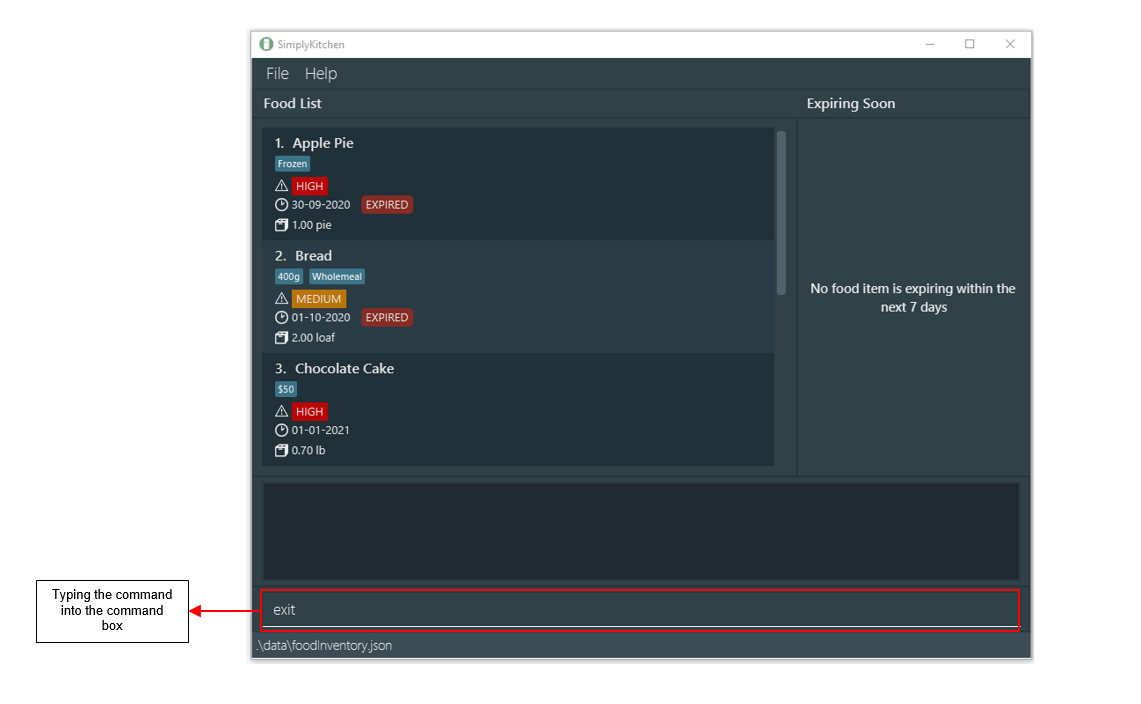 SimplyKitchen
File Help
Food List
Expiring Soon
1. Apple Pie
Frozen
HIGH
30-09-2020 EXPIRED
1.00 pie
2. Bread
400g Wholemeal
MEDIUM
01-10-2020 EXPIRED
2.00 loaf
3. Chocolate Cake
$50
HIGH
01-01-2021
0.70 lb
No food item is expiring within the
next 7 days
Typing the command
into the command
box
exit
.\data\foodInventory.json